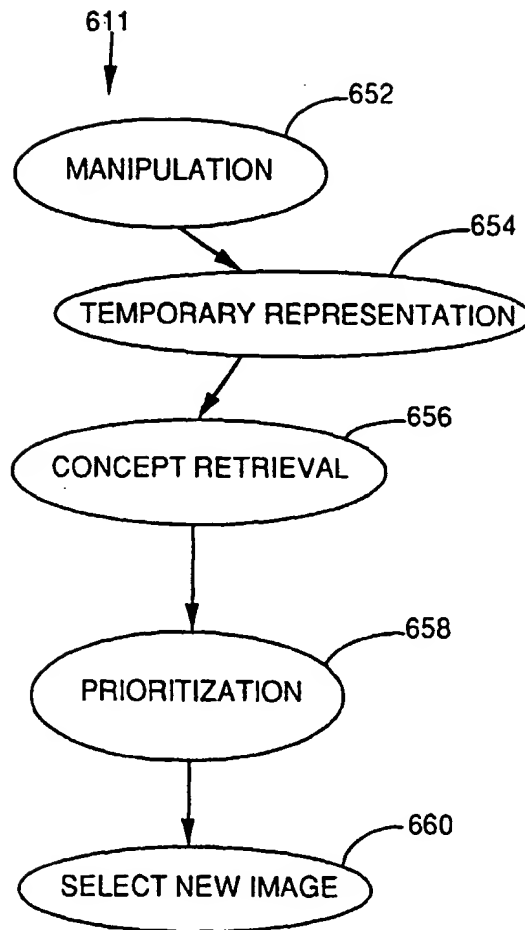 611
652
MANIPULATION
654
TEMPORARY REPRESENTATION
656
CONCEPT RETRIEVAL
658
PRIORITIZATION
660
SELECT NEW IMAGE